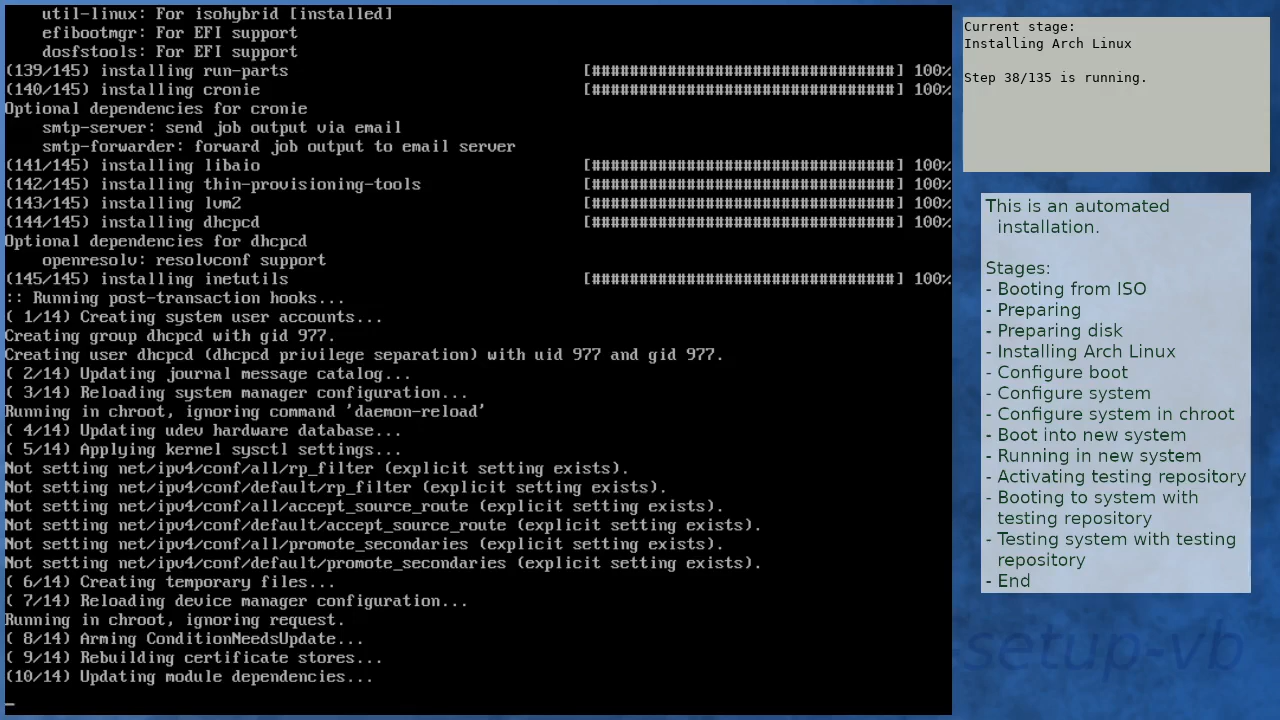 util-linux: For isohybrid [installed]
efibootmgr: For EFI support
dosfstools: For EFI support
(139/145) installing run-parts [################################] 100%
(140/145) installing cronie [################################] 100%
Optional dependencies for cronie
smtp-server: send job output via email
smtp-forwarder: forward job output to email server
(141/145) installing libaio [################################] 100%
(142/145) installing thin-provisioning-tools [################################] 100%
(143/145) installing lvm2 [################################] 100%
(144/145) installing dhcpcd [################################] 100%
Optional dependencies for dhcpcd
openresolv: resolvconf support
(145/145) installing inetutils [################################] 100%
:: Running post-transaction hooks...
( 1/14) Creating system user accounts...
Creating group dhcpcd with gid 977.
Creating user dhcpcd (dhcpcd privilege separation) with uid 977 and gid 977.
( 2/14) Updating journal message catalog...
( 3/14) Reloading system manager configuration...
Running in chroot, ignoring command 'daemon-reload'
( 4/14) Updating udev hardware database...
( 5/14) Applying kernel sysctl settings...
Not setting net/ipv4/conf/all/rp_filter (explicit setting exists).
Not setting net/ipv4/conf/default/rp_filter (explicit setting exists).
Not setting net/ipv4/conf/all/accept_source_route (explicit setting exists).
Not setting net/ipv4/conf/default/accept_source_route (explicit setting exists).
Not setting net/ipv4/conf/all/promote_secondaries (explicit setting exists).
Not setting net/ipv4/conf/default/promote_secondaries (explicit setting exists).
( 6/14) Creating temporary files...
( 7/14) Reloading device manager configuration...
Running in chroot, ignoring request.
( 8/14) Arming ConditionNeedsUpdate...
( 9/14) Rebuilding certificate stores...
(10/14) Updating module dependencies...
_
Current stage:
Installing Arch Linux
Step 38/135 is running.
This is an automated
installation.
Stages:
- Booting from ISO
- Preparing
- Preparing disk
- Installing Arch Linux
- Configure boot
- Configure system
- Configure system in chroot
- Boot into new system
- Running in new system
- Activating testing repository
- Booting to system with
testing repository
- Testing system with testing
repository
- End
setup-vb